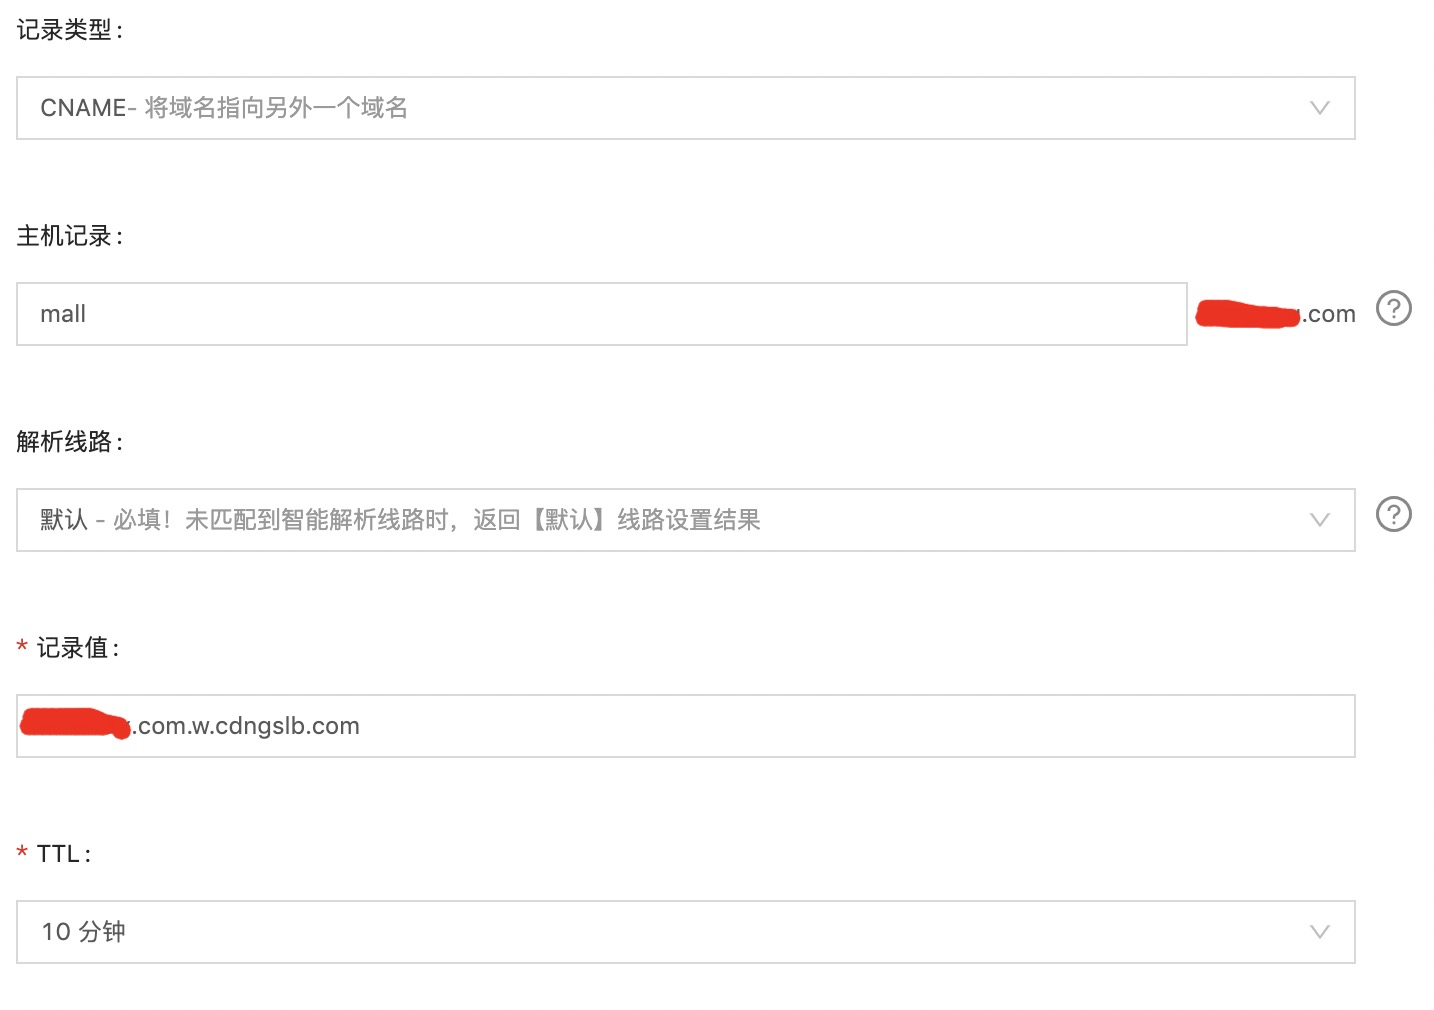 记录类型：
CNAME- 将域名指向另外一个域名
主机记录：
mall
.com ?
解析线路：
默认 - 必填！未匹配到智能解析线路时，返回【默认】线路设置结果
?
* 记录值：
.com.w.cdngslb.com
* TTL：
10 分钟